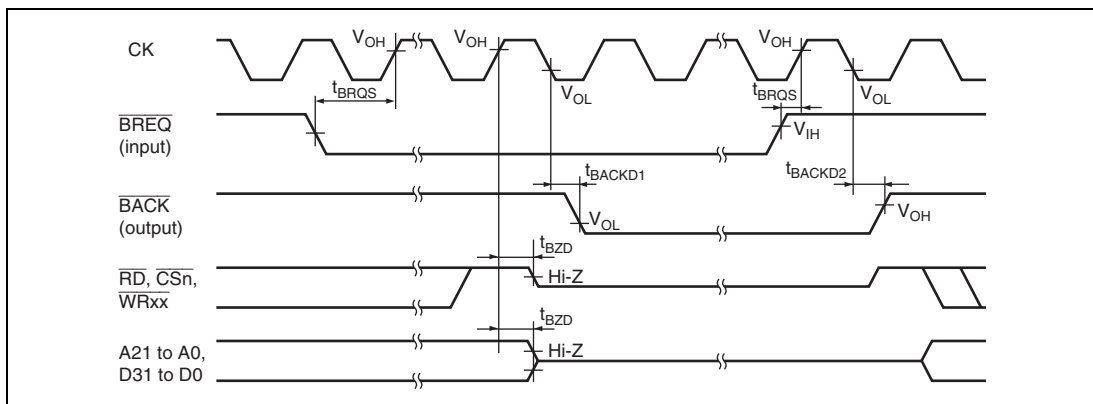 CK
VOH
VOH
VOH
tBRQS
VOL
tBRQS
VOL
BREQ
(input)
VIH
tBACKD1
tBACKD2
BACK
(output)
VOL
VOH
tBZD
RD, CSn,
WRxx
Hi-Z
tBZD
A21 to A0,
D31 to D0
Hi-Z